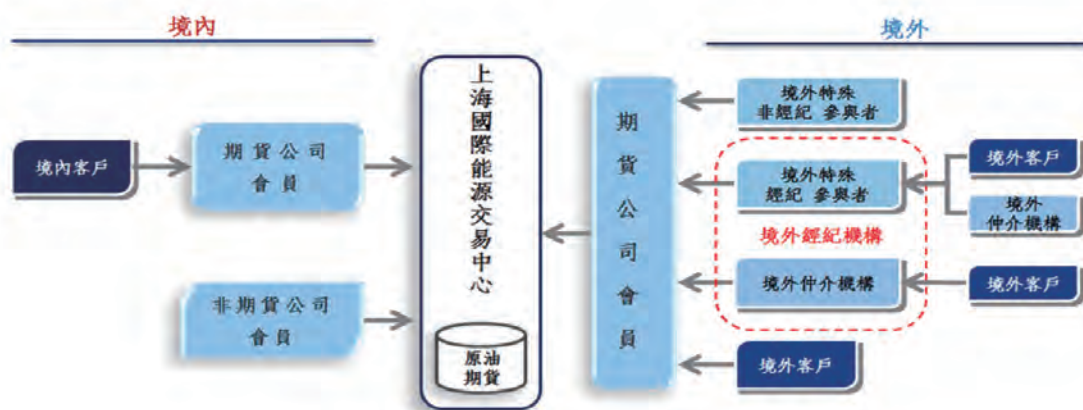 境內
境外
境內客戶
期貨公司
會員
非期貨公司
會員
上海國際能源交易中心
原油
期貨
期貨公司會員
境外特殊
非經紀 參與者
境外特殊
經紀 參與者
境外經紀機構
境外仲介機構
境外客戶
境外客戶
境外
仲介機構
境外客戶